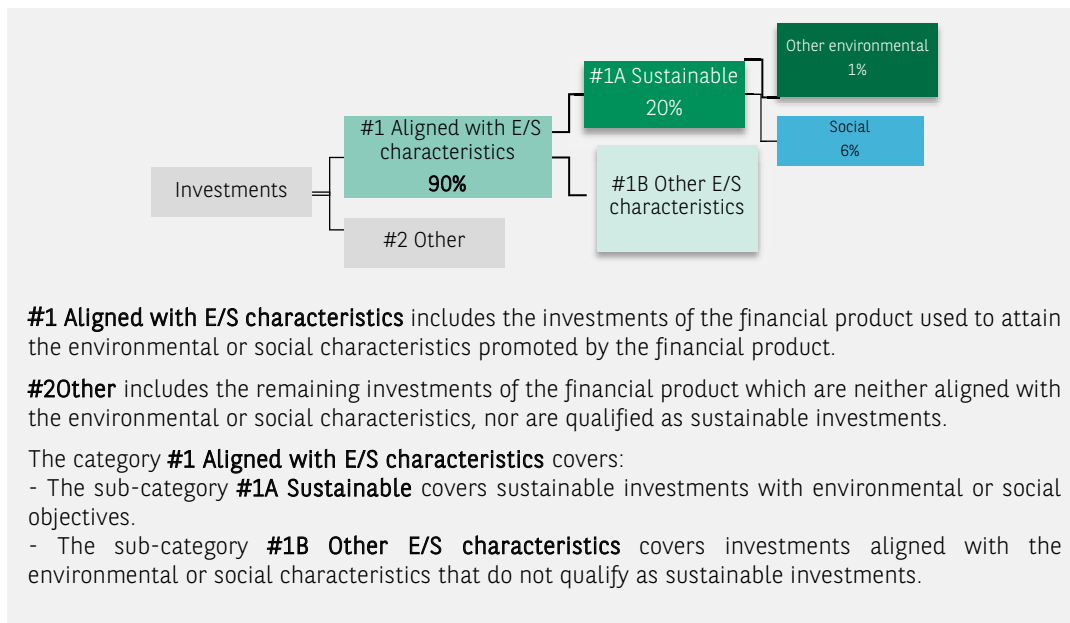 Other environmental
1%
#1A Sustainable
20%
Social
6%
#1 Aligned with E/S
characteristics
90%
Investments
#1B Other E/S
characteristics
#2 Other
#1 Aligned with E/S characteristics includes the investments of the financial product used to attain
the environmental or social characteristics promoted by the financial product.
#2Other includes the remaining investments of the financial product which are neither aligned with
the environmental or social characteristics, nor are qualified as sustainable investments.
The category #1 Aligned with E/S characteristics covers:
- The sub-category #1A Sustainable covers sustainable investments with environmental or social
objectives.
- The sub-category #1B Other E/S characteristics covers investments aligned with the
environmental or social characteristics that do not qualify as sustainable investments.